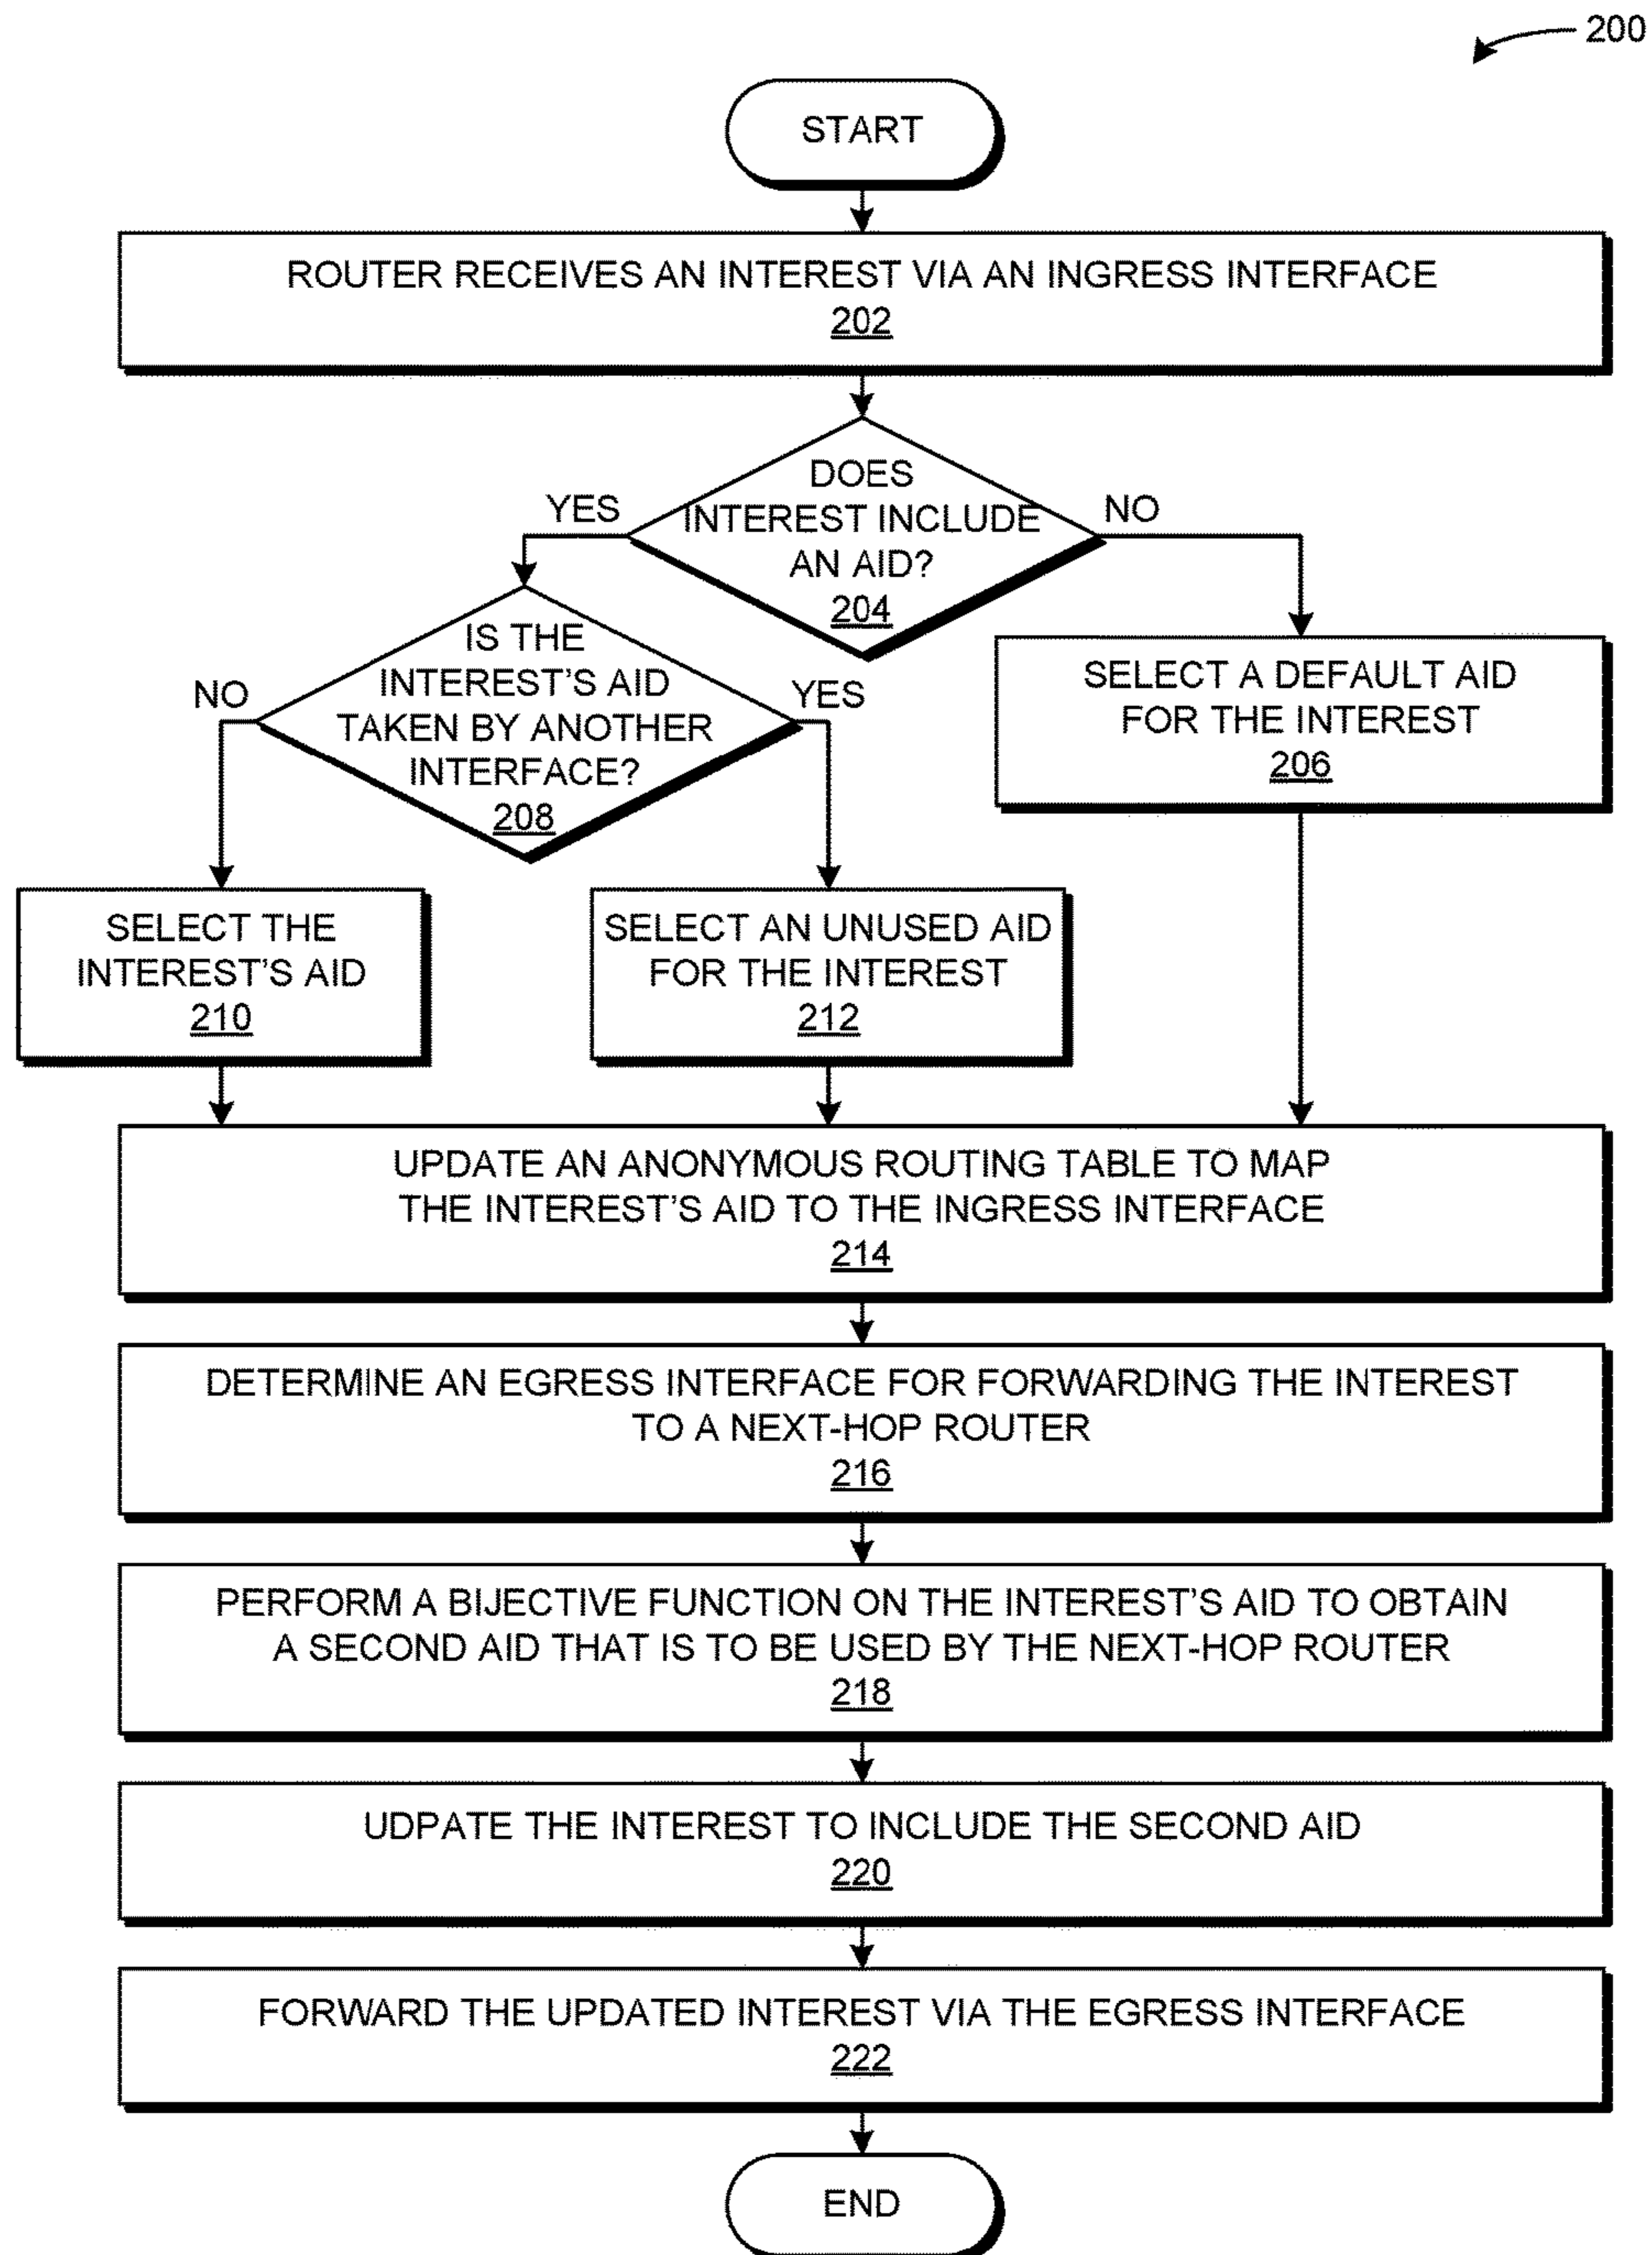 200
START
ROUTER RECEIVES AN INTEREST VIA AN INGRESS INTERFACE
202
DOES
INTEREST INCLUDE
AN AID?
204
YES
NO
IS THE
INTEREST'S AID
TAKEN BY ANOTHER
INTERFACE?
208
NO
YES
SELECT A DEFAULT AID
FOR THE INTEREST
206
SELECT THE
INTEREST'S AID
210
SELECT AN UNUSED AID
FOR THE INTEREST
212
UPDATE AN ANONYMOUS ROUTING TABLE TO MAP
THE INTEREST'S AID TO THE INGRESS INTERFACE
214
DETERMINE AN EGRESS INTERFACE FOR FORWARDING THE INTEREST
TO A NEXT-HOP ROUTER
216
PERFORM A BIJECTIVE FUNCTION ON THE INTEREST'S AID TO OBTAIN
A SECOND AID THAT IS TO BE USED BY THE NEXT-HOP ROUTER
218
UDPATE THE INTEREST TO INCLUDE THE SECOND AID
220
FORWARD THE UPDATED INTEREST VIA THE EGRESS INTERFACE
222
END